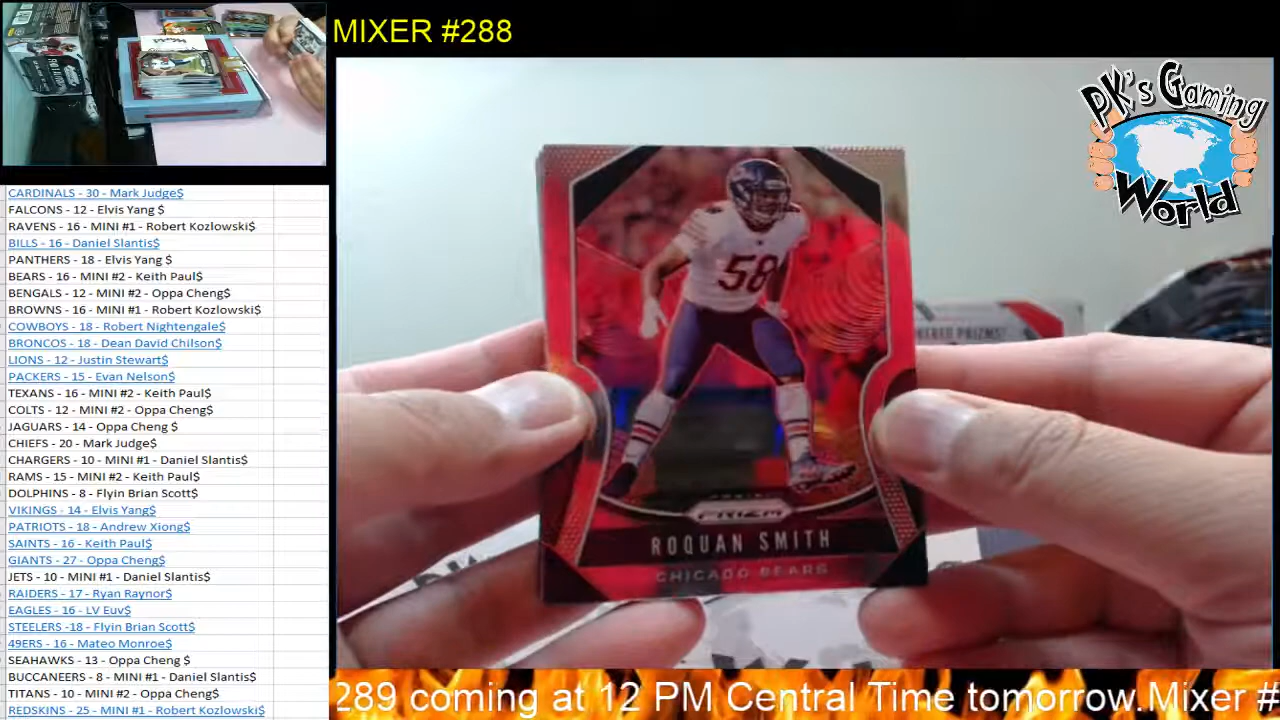 MIXER #288
PK's Gaming
World
CARDINALS - 30 - Mark Judge$
FALCONS - 12 - Elvis Yang $
RAVENS - 16 - MINI #1 - Robert Kozlowski$
BILLS - 16 - Daniel Slantis$
PANTHERS - 18 - Elvis Yang $
BEARS - 16 - MINI #2 - Keith Paul$
BENGALS - 12 - MINI #2 - Oppa Cheng$
BROWNS - 16 - MINI #1 - Robert Kozlowski$
COWBOYS - 18 - Robert Nightengale$
BRONCOS - 18 - Dean David Chilson$
LIONS - 12 - Justin Stewart$
PACKERS - 15 - Evan Nelson$
TEXANS - 16 - MINI #2 - Keith Paul$
COLTS - 12 - MINI #2 - Oppa Cheng$
JAGUARS - 14 - Oppa Cheng $
CHIEFS - 20 - Mark Judge$
CHARGERS - 10 - MINI #1 - Daniel Slantis$
RAMS - 15 - MINI #2 - Keith Paul$
DOLPHINS - 8 - Flyin Brian Scott$
VIKINGS - 14 - Elvis Yang$
PATRIOTS - 18 - Andrew Xiong$
SAINTS - 16 - Keith Paul$
GIANTS - 27 - Oppa Cheng$
JETS - 10 - MINI #1 - Daniel Slantis$
RAIDERS - 17 - Ryan Raynor$
EAGLES - 16 - LV Euv$
STEELERS -18 - Flyin Brian Scott$
49ERS - 16 - Mateo Monroe$
SEAHAWKS - 13 - Oppa Cheng $
BUCCANEERS - 8 - MINI #1 - Daniel Slantis$
TITANS - 10 - MINI #2 - Oppa Cheng$
REDSKINS - 25 - MINI #1 - Robert Kozlowski$
58
PANINI
PRIZM
ROQUAN SMITH
CHICAGO BEARS
PRIZMS
289 coming at 12 PM Central Time tomorrow.Mixer #